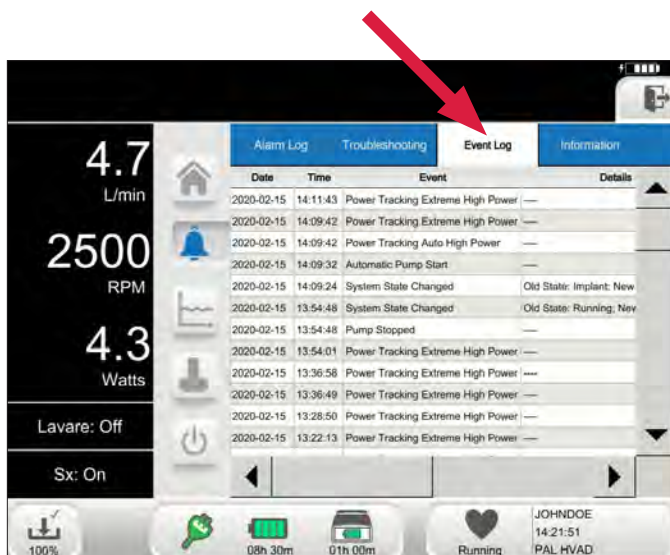 4.7
L/min
2500
RPM
4.3
Watts
Lavare: Off
Sx: On
Alarm Log Troubleshooting Event Log Information
Date Time Event Details
2020-02-15 14:11:43 Power Tracking Extreme High Power ----
2020-02-15 14:09:42 Power Tracking Extreme High Power ----
2020-02-15 14:09:42 Power Tracking Auto High Power ----
2020-02-15 14:09:32 Automatic Pump Start ----
2020-02-15 14:09:24 System State Changed Old State: Implant; New
2020-02-15 13:54:48 System State Changed Old State: Running; New
2020-02-15 13:54:48 Pump Stopped ----
2020-02-15 13:54:01 Power Tracking Extreme High Power ----
2020-02-15 13:36:58 Power Tracking Extreme High Power ----
2020-02-15 13:36:49 Power Tracking Extreme High Power ----
2020-02-15 13:28:50 Power Tracking Extreme High Power ----
2020-02-15 13:22:13 Power Tracking Extreme High Power ----
100%
08h 30m 01h 00m
Running
JOHNDOE
14:21:51
PAL HVAD